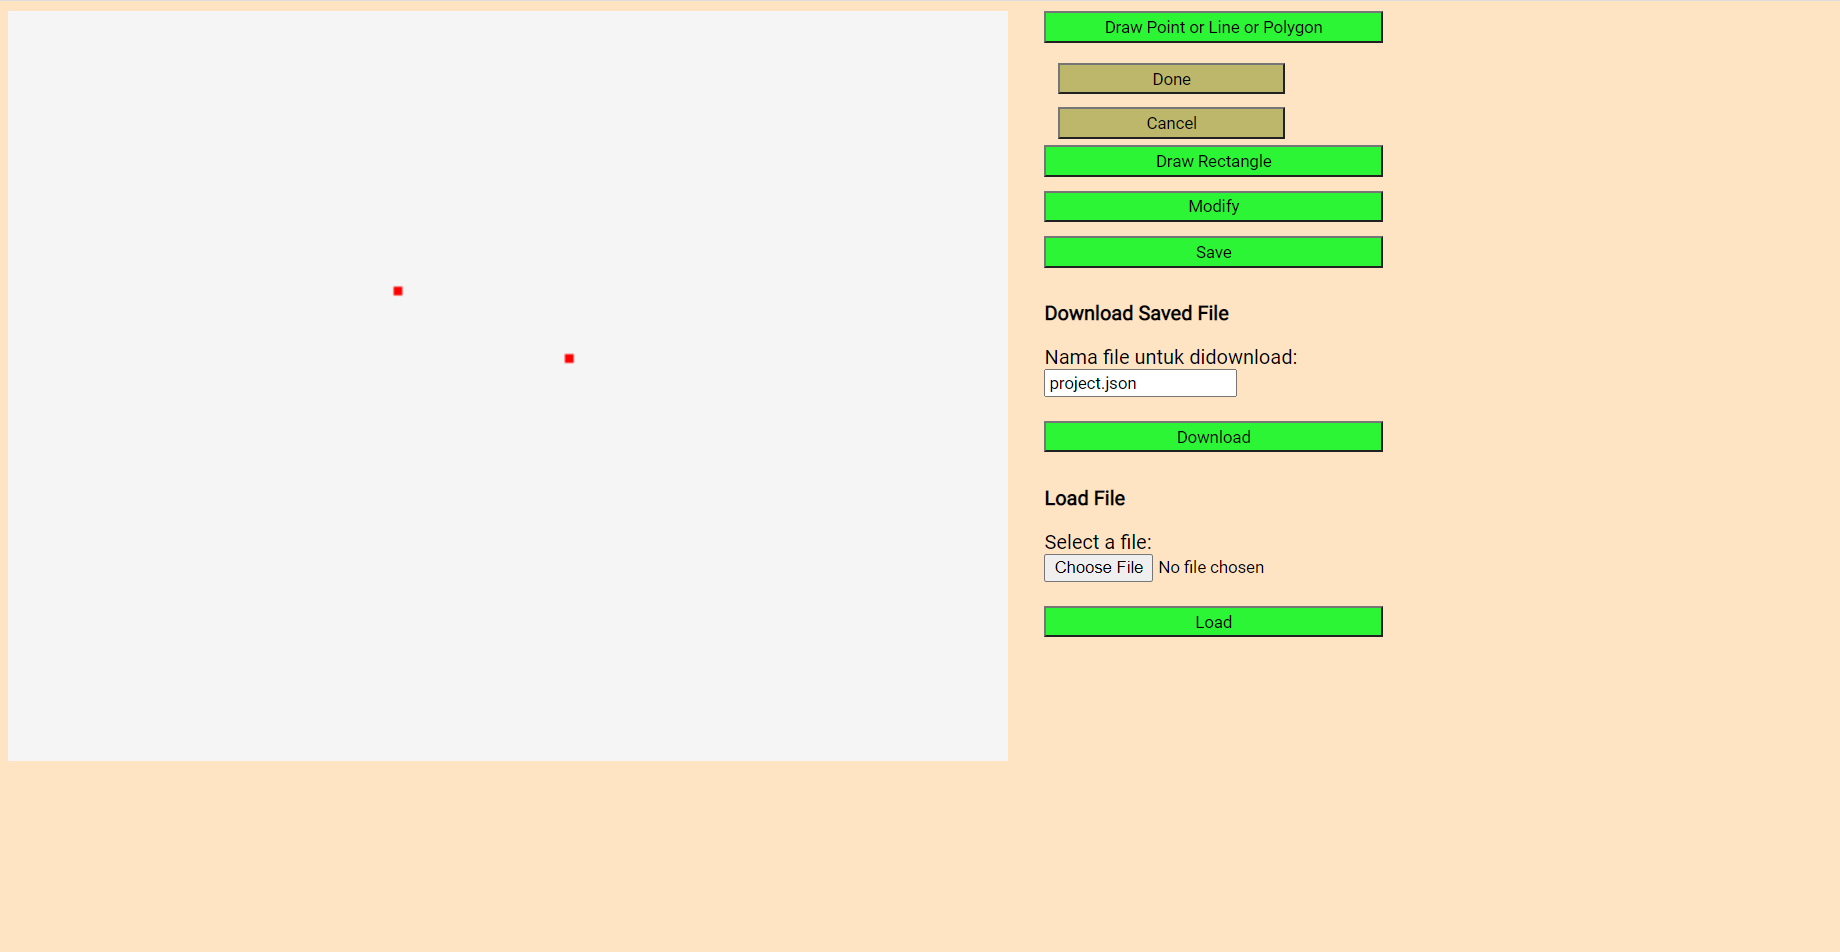 Draw Point or Line or Polygon
Done
Cancel
Draw Rectangle
Modify
Save
Download Saved File
Nama file untuk didownload:
project.json
Download
Load File
Select a file:
Choose File No file chosen
Load